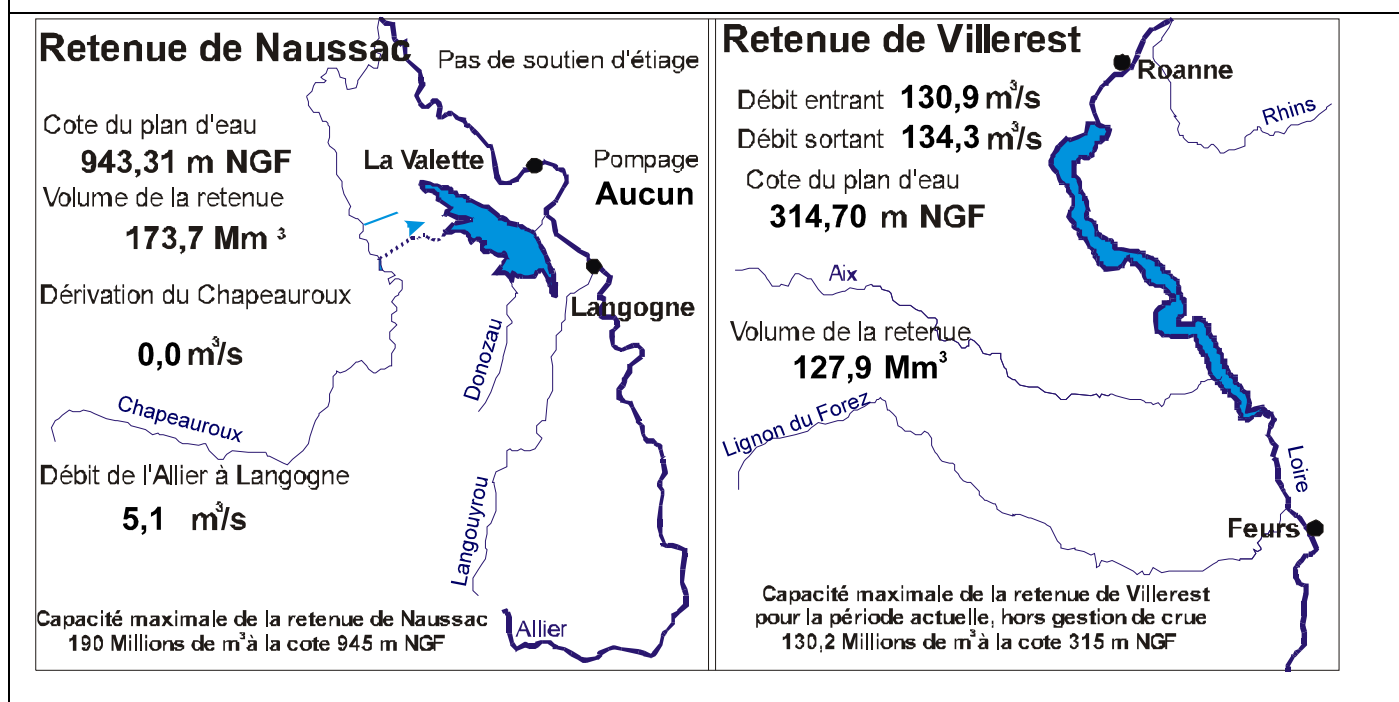 Retenue de Naussac
Pas de soutien d'étiage
Cote du plan d'eau
943,31 m NGF
La Valette
Pompage
Aucun
Volume de la retenue
173,7 Mm³
Dérivation du Chapeauroux
0,0 m³/s
Langogne
Donozau
Chapeauroux
Débit de l'Allier à Langogne
5,1 m³/s
Langouyrou
Capacité maximale de la retenue de Naussac
190 Millions de m³ à la cote 945 m NGF
Allier
Retenue de Villerest
Roanne
Débit entrant 130,9 m³/s
Débit sortant 134,3 m³/s
Rhins
Cote du plan d'eau
314,70 m NGF
Aix
Volume de la retenue
127,9 Mm³
Lignon du Forez
Loire
Feurs
Capacité maximale de la retenue de Villerest
pour la période actuelle, hors gestion de crue
130,2 Millions de m³ à la cote 315 m NGF